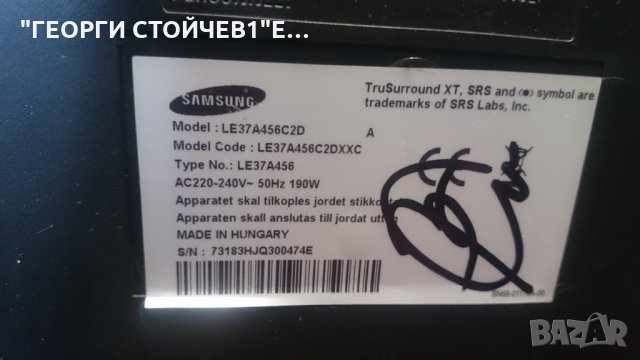 "ГЕОРГИ СТОЙЧЕВ1"ЕООД
SAMSUNG
TruSurround XT, SRS and (●) symbol are
trademarks of SRS Labs, Inc.
Model : LE37A456C2D A
Model Code : LE37A456C2DXXC
Type No.: LE37A456
AC220-240V~ 50Hz 190W
Apparatet skal tilkoples jordet
Apparaten skall anslutas till jordat
MADE IN HUNGARY
S/N : 73183HJQ300474E
BAZAR